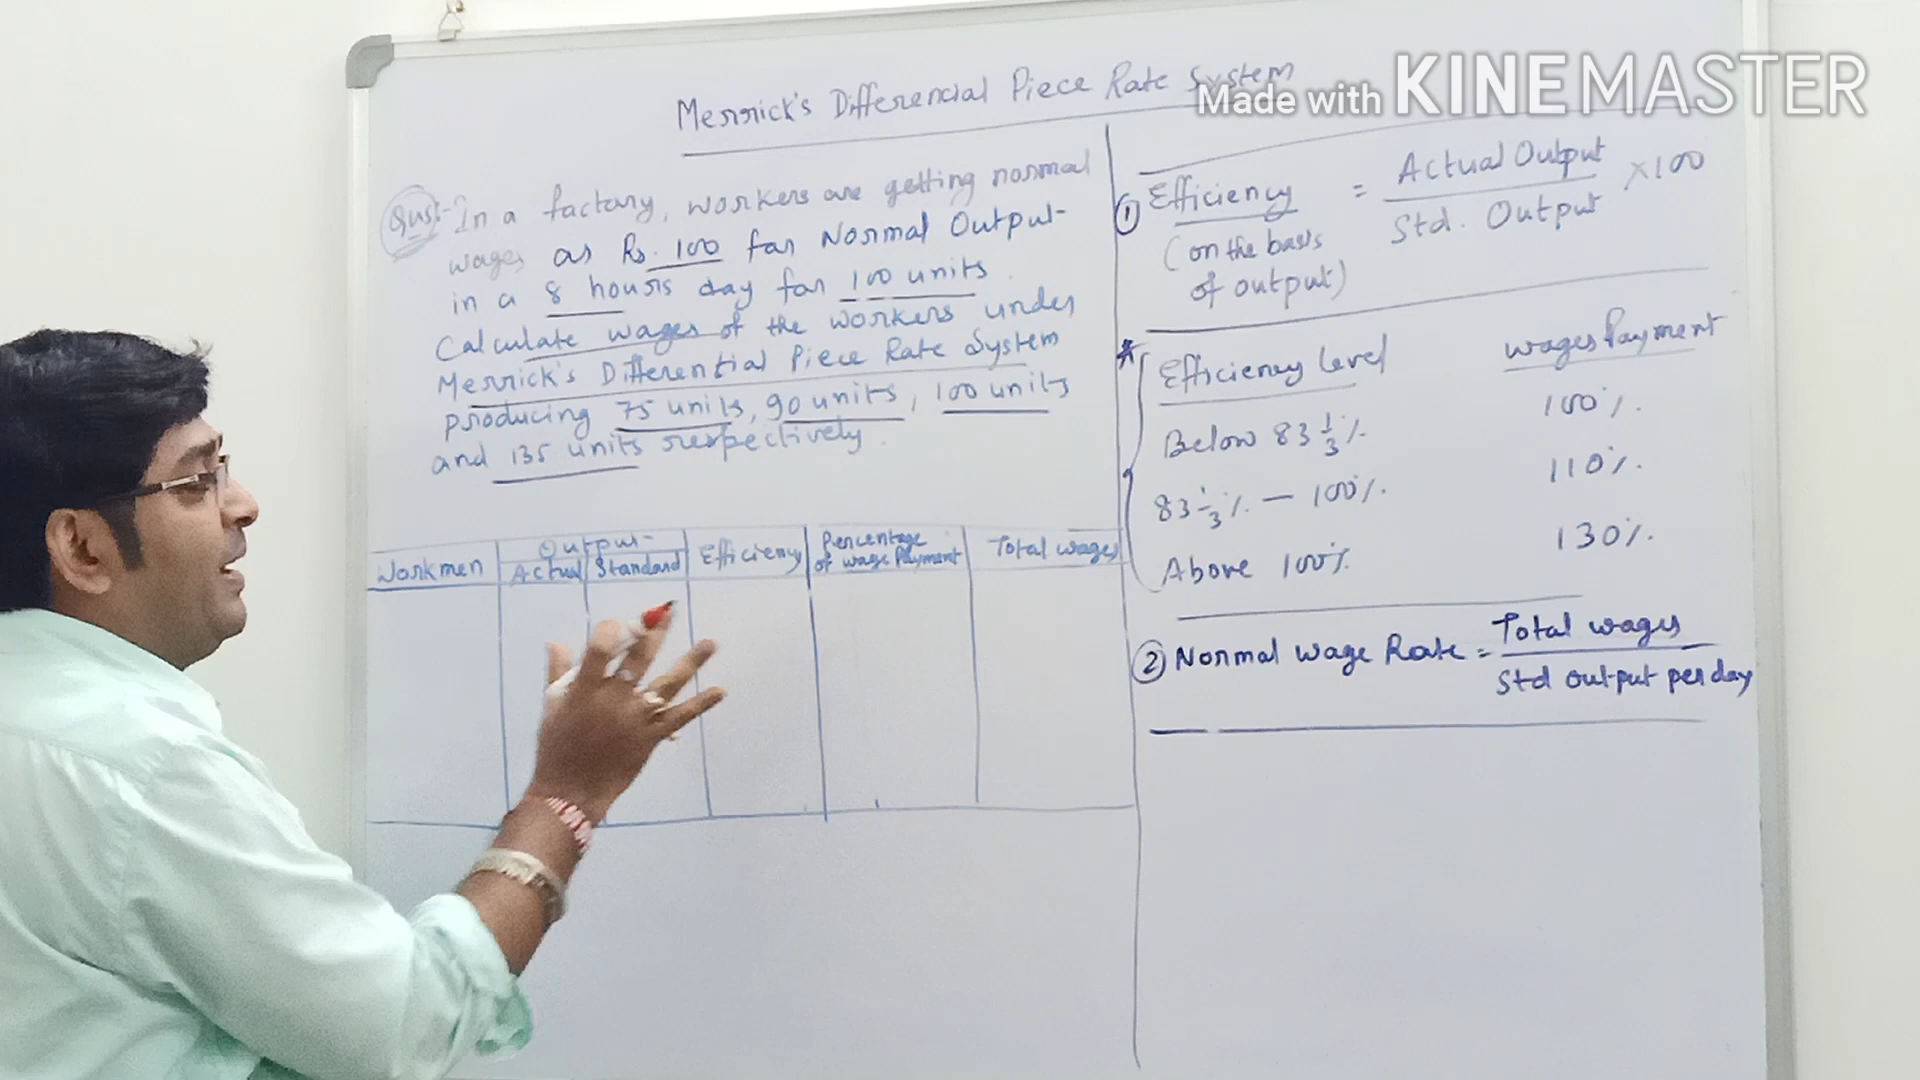 Merrick's Differencial Piece Rate System
Made with KINEMASTER
Qus:- In a factory, workers are getting normal
wages as Rs. 100 for Normal Output
in a 8 hours day for 100 units.
Calculate wages of the workers under
Merrick's Differential Piece Rate System
producing 75 units, 90 units, 100 units
and 135 units respectively.
Workmen
Output
Actual
Standard
Efficiency
Percentage
of wage Payment
Total wages
① Efficiency = Actual Output / Std. Output × 100
(on the basis
of output)
* Efficiency level Wages Payment
Below 83 1/3 % 100%.
83 1/3 % — 100%. 110%.
Above 100% 130%.
② Normal Wage Rate = Total wages / Std output per day